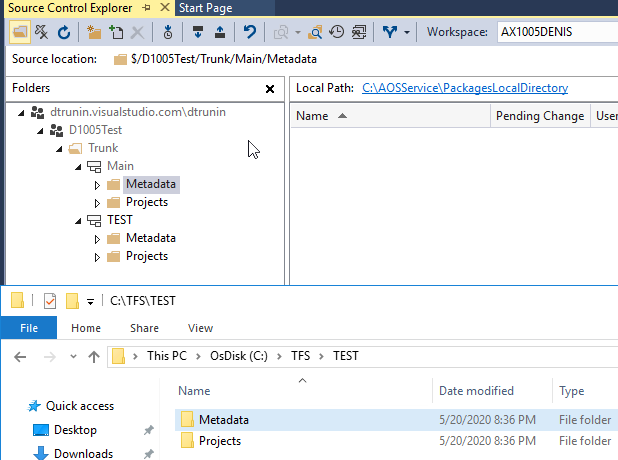 Source Control Explorer Start Page
Workspace: AX1005DENIS
Source location: $/D1005Test/Trunk/Main/Metadata
Folders
Local Path: C:\AOSService\PackagesLocalDirectory
Name Pending Change User
dtrunin.visualstudio.com\dtrunin
D1005Test
Trunk
Main
Metadata
Projects
TEST
Metadata
Projects
C:\TFS\TEST
File Home Share View
This PC OsDisk (C:) TFS TEST
Name Date modified Type
Quick access
Desktop
Downloads
Metadata 5/20/2020 8:36 PM File folder
Projects 5/20/2020 8:36 PM File folder